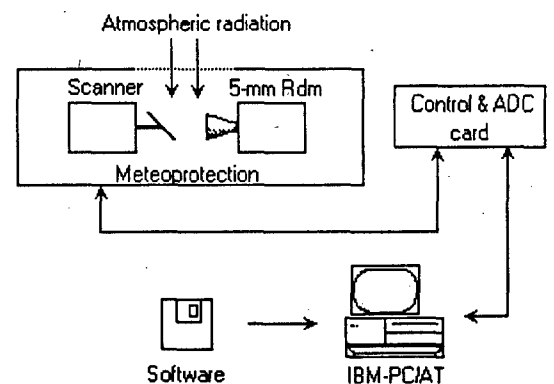 Atmospheric radiation
Scanner
5-mm Rdm
Control & ADC
card
Meteoprotection
Software
IBM-PC/AT